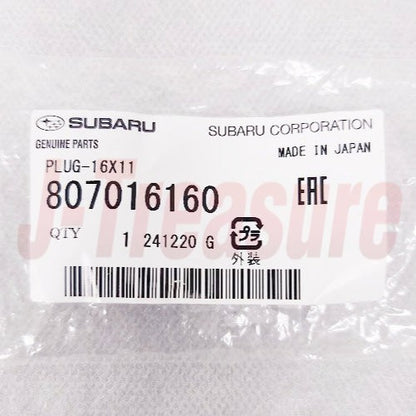 SUBARU
SUBARU CORPORATION
GENUINE PARTS
MADE IN JAPAN
PLUG-16X11
807016160
EAC
QTY 1 241220 G
プラ
外装
JPTreasure